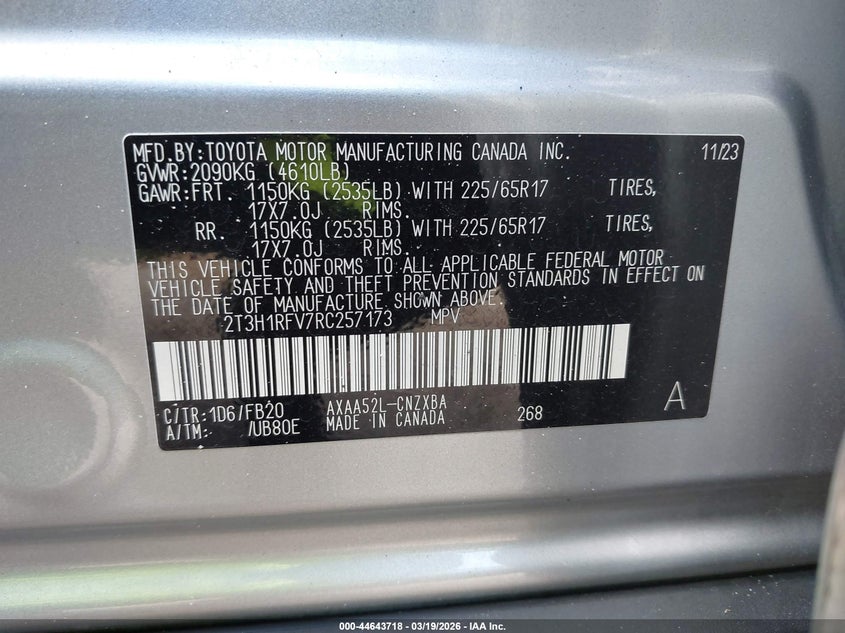 MFD.BY:TOYOTA MOTOR MANUFACTURING CANADA INC. 11/23
GVWR:2090KG (4610LB)
GAWR:FRT. 1150KG (2535LB) WITH 225/65R17 TIRES,
17X7.0J RIMS.
RR. 1150KG (2535LB) WITH 225/65R17 TIRES,
17X7.0J RIMS.
THIS VEHICLE CONFORMS TO ALL APPLICABLE FEDERAL MOTOR
VEHICLE SAFETY AND THEFT PREVENTION STANDARDS IN EFFECT ON
THE DATE OF MANUFACTURE SHOWN ABOVE.
2T3H1RFV7RC257173 MPV
C/TR:1D6/FB20 AXAA52L-CNZXBA
A/TM: /UB80E MADE IN CANADA 268 A
000-44643718 - 03/19/2026 - IAA Inc.